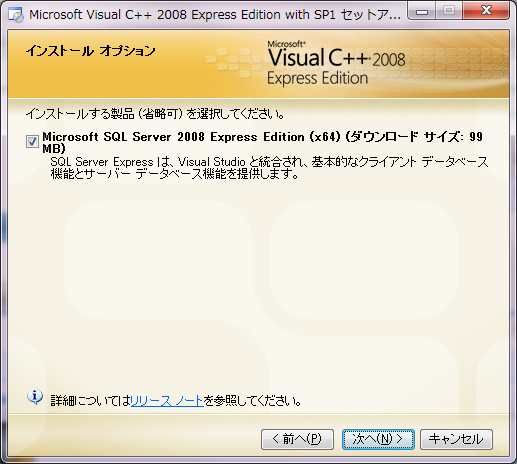 Microsoft Visual C++ 2008 Express Edition with SP1 セットア...
インストール オプション
Microsoft®
Visual C++ 2008
Express Edition
インストールする製品 (省略可) を選択してください。
Microsoft SQL Server 2008 Express Edition (x64) (ダウンロード サイズ: 99
MB)
SQL Server Express は、Visual Studio と統合され、基本的なクライアント データベース
機能とサーバー データベース機能を提供します。
詳細についてはリリース ノートを参照してください。
< 前へ(P)
次へ(N) >
キャンセル